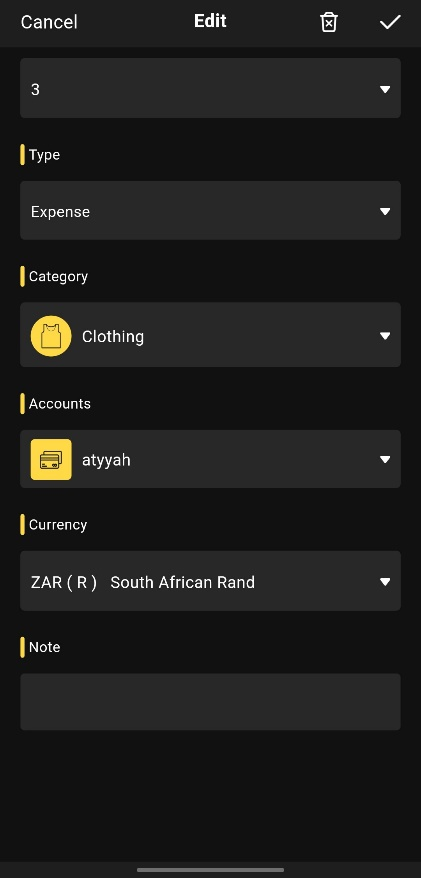 Cancel Edit
3
Type
Expense
Category
Clothing
Accounts
atyyah
Currency
ZAR ( R ) South African Rand
Note